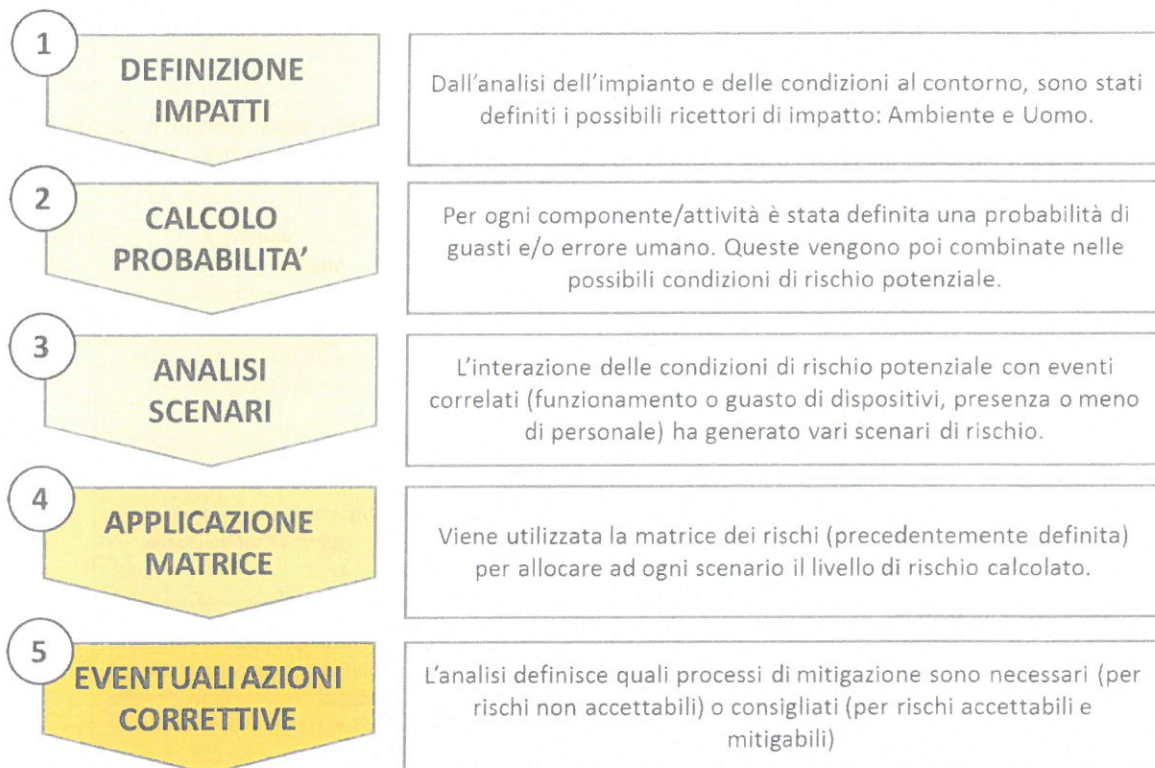 1
DEFINIZIONE
IMPATTI
Dall'analisi dell'impianto e delle condizioni al contorno, sono stati
definiti i possibili ricettori di impatto: Ambiente e Uomo.
2
CALCOLO
PROBABILITA'
Per ogni componente/attività è stata definita una probabilità di
guasti e/o errore umano. Queste vengono poi combinate nelle
possibili condizioni di rischio potenziale.
3
ANALISI
SCENARI
L'interazione delle condizioni di rischio potenziale con eventi
correlati (funzionamento o guasto di dispositivi, presenza o meno
di personale) ha generato vari scenari di rischio.
4
APPLICAZIONE
MATRICE
Viene utilizzata la matrice dei rischi (precedentemente definita)
per allocare ad ogni scenario il livello di rischio calcolato.
5
EVENTUALI AZIONI
CORRETTIVE
L'analisi definisce quali processi di mitigazione sono necessari (per
rischi non accettabili) o consigliati (per rischi accettabili e
mitigabili)